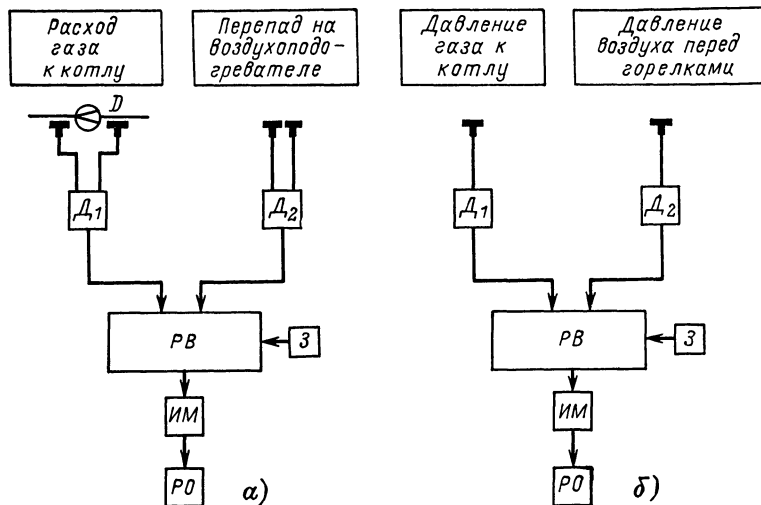 Расход
газа
к котлу
Перепад на
воздухоподо-
гревателе
D
Д1
Д2
РВ
З
ИМ
РО
а)
Давление
газа к
котлу
Давление
воздуха перед
горелками
Д1
Д2
РВ
З
ИМ
РО
б)